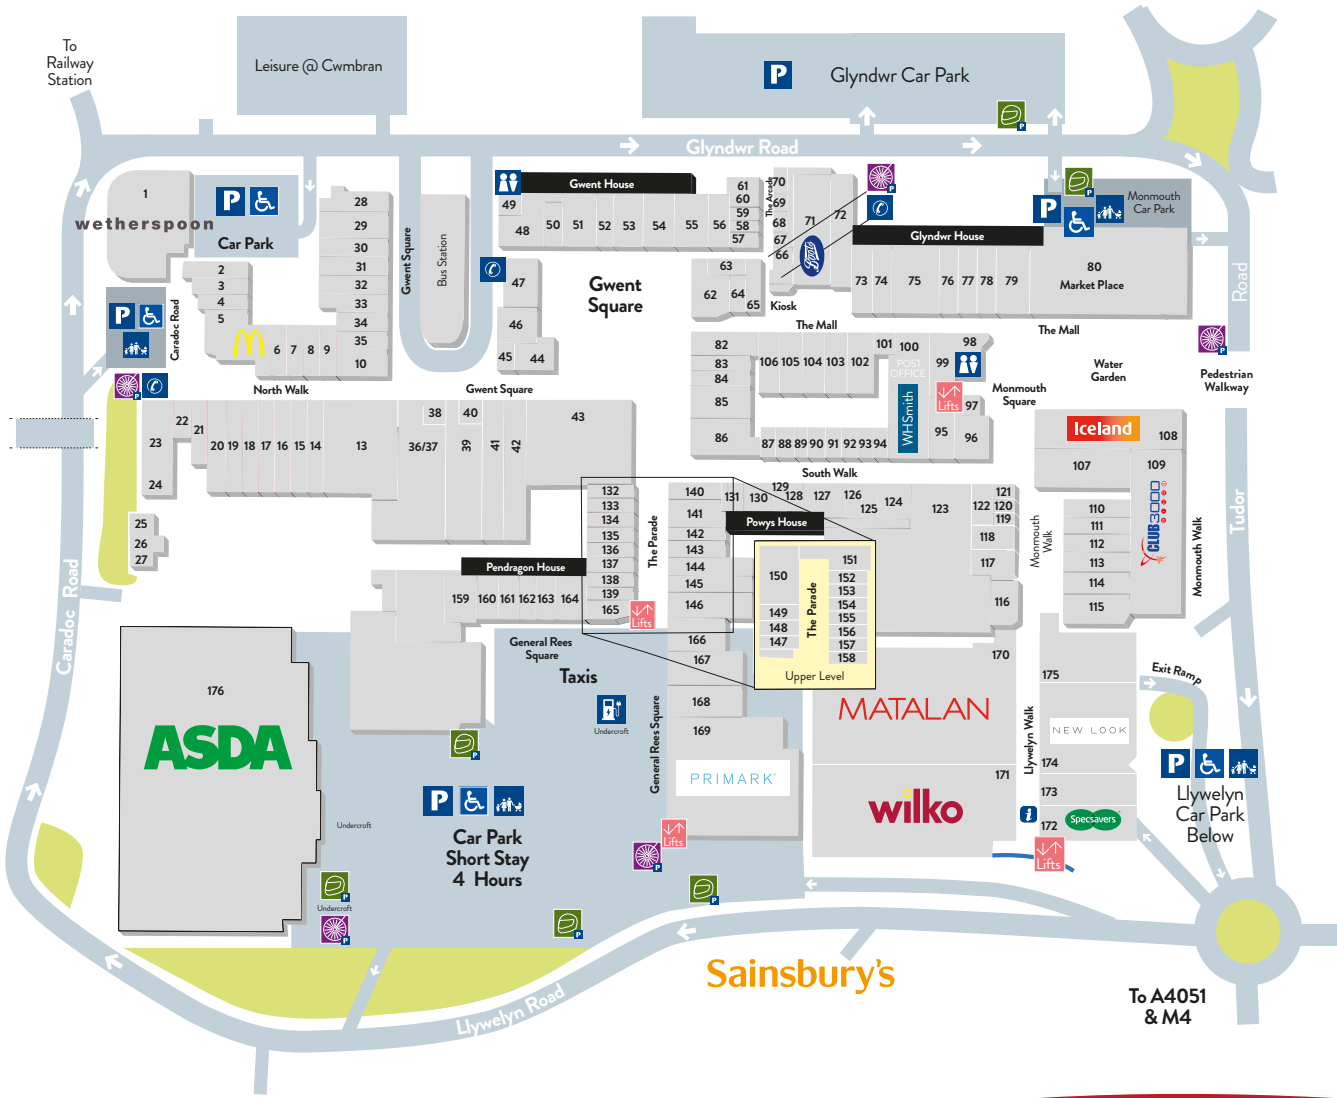 To
Railway
Station
Leisure @ Cwmbran
P
Glyndwr Car Park
P
Glyndwr Road
1
wetherspoon
P
Car Park
28
29
30
31
32
33
34
35
10
2
3
4
5
6 7 8 9
P
Caradoc Road
P
North Walk
Gwent Square
Bus Station
Gwent House
49
48
50 51 52 53 54 55 56
61
60
59
58
57
The Arcade
70
69
68
67
66
71
72
Boots
P
Glyndwr House
P
P
Monmouth
Car Park
73 74 75 76 77 78 79
80
Market Place
Road
47
46
45 44
Gwent
Square
63
62 64
65
Kiosk
The Mall
The Mall
Gwent Square
82
83
84
85
86
106 105 104 103 102
101 100
POST
OFFICE
WHSmith
99
98
Lifts
97
95 96
87 88 89 90 91 92 93 94
Monmouth
Square
Water
Garden
P
Pedestrian
Walkway
South Walk
22
23
21
24
20 19 18 17 16 15 14
13
38
36/37
40
39
41
42
43
25
26
27
Iceland
108
107
109
CLUB 3000
110
111
112
113
114
115
Monmouth
Walk
Monmouth Walk
Tudor
132
133
134
135
136
137
138
139
165
The Parade
140
141
142
143
144
145
146
131 130 129 128 127 126 125 124 123
122
121
120
119
118
117
116
Powys House
Pendragon House
159 160 161 162 163 164
Lifts
150
149
148
147
The Parade
151
152
153
154
155
156
157
158
Upper Level
Caradoc Road
General Rees
Square
Taxis
Undercroft
General Rees Square
166
167
168
169
PRIMARK
170
MATALAN
171
wilko
Llywelyn Walk
175
NEW LOOK
174
173
172
Specsavers
i
Lifts
Exit Ramp
P
Llywelyn
Car Park
Below
176
ASDA
P
P
Car Park
Short Stay
4 Hours
Undercroft
P
Undercroft
P
Lifts
P
P
P
Sainsbury's
Llywelyn Road
To A4051
& M4